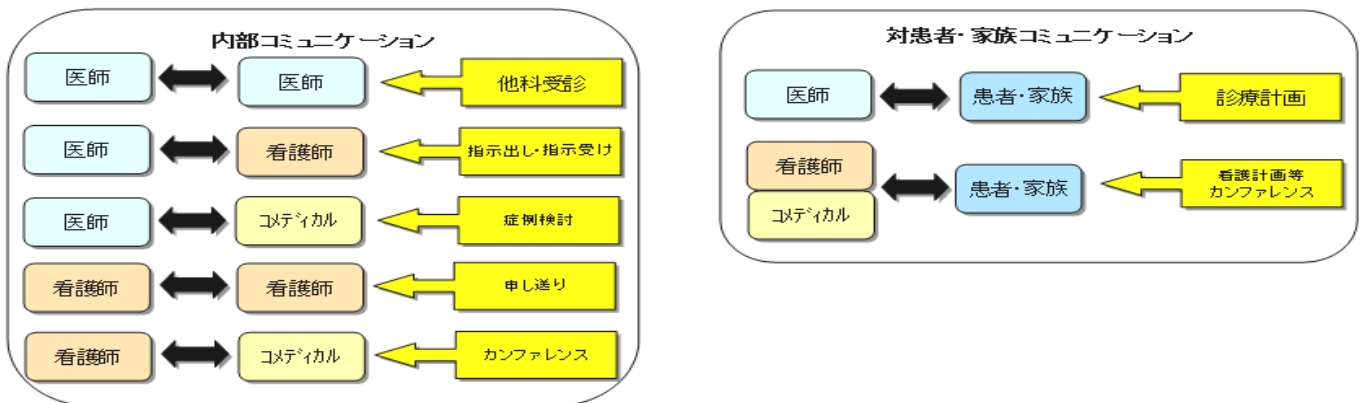 内部コミュニケーション
医師
医師
他科受診
医師
看護師
指示出し・指示受け
医師
コメディカル
症例検討
看護師
看護師
申し送り
看護師
コメディカル
カンファレンス
対患者・家族コミュニケーション
医師
患者・家族
診療計画
看護師
コメディカル
患者・家族
看護計画等
カンファレンス